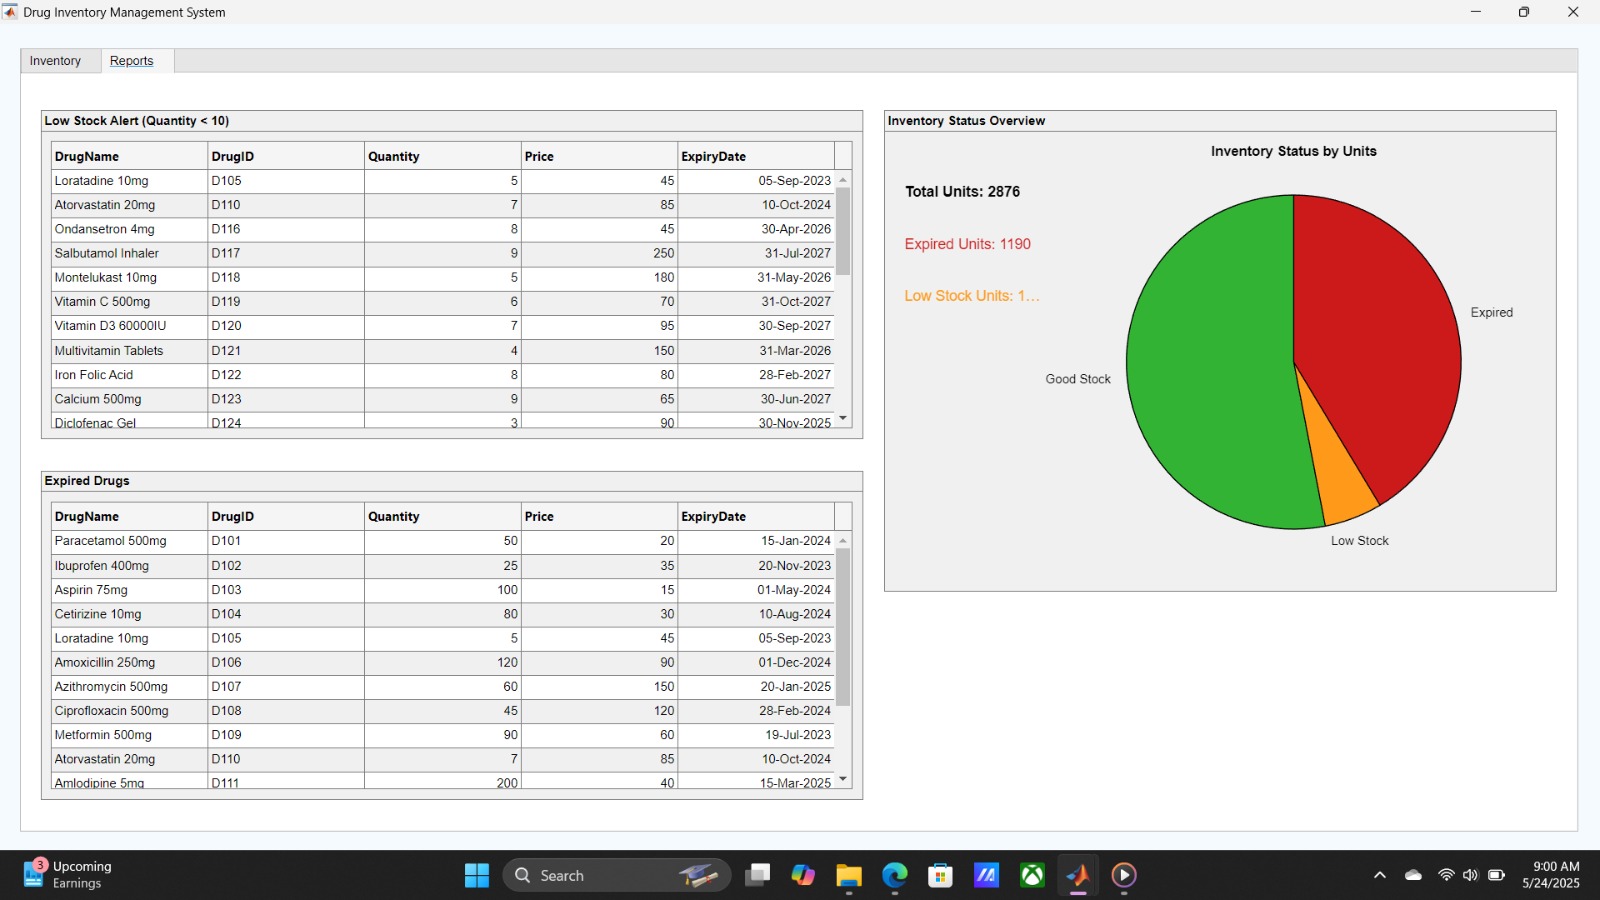 Drug Inventory Management System
Inventory Reports
Low Stock Alert (Quantity < 10)
DrugName DrugID Quantity Price ExpiryDate
Loratadine 10mg D105 5 45 05-Sep-2023
Atorvastatin 20mg D110 7 85 10-Oct-2024
Ondansetron 4mg D116 8 45 30-Apr-2026
Salbutamol Inhaler D117 9 250 31-Jul-2027
Montelukast 10mg D118 5 180 31-May-2026
Vitamin C 500mg D119 6 70 31-Oct-2027
Vitamin D3 60000IU D120 7 95 30-Sep-2027
Multivitamin Tablets D121 4 150 31-Mar-2026
Iron Folic Acid D122 8 80 28-Feb-2027
Calcium 500mg D123 9 65 30-Jun-2027
Diclofenac Gel D124 3 90 30-Nov-2025
Expired Drugs
DrugName DrugID Quantity Price ExpiryDate
Paracetamol 500mg D101 50 20 15-Jan-2024
Ibuprofen 400mg D102 25 35 20-Nov-2023
Aspirin 75mg D103 100 15 01-May-2024
Cetirizine 10mg D104 80 30 10-Aug-2024
Loratadine 10mg D105 5 45 05-Sep-2023
Amoxicillin 250mg D106 120 90 01-Dec-2024
Azithromycin 500mg D107 60 150 20-Jan-2025
Ciprofloxacin 500mg D108 45 120 28-Feb-2024
Metformin 500mg D109 90 60 19-Jul-2023
Atorvastatin 20mg D110 7 85 10-Oct-2024
Amlodipine 5mg D111 200 40 15-Mar-2025
Inventory Status Overview
Inventory Status by Units
Total Units: 2876
Expired Units: 1190
Low Stock Units: 1...
Expired
Good Stock
Low Stock
3
Upcoming
Earnings
Search
9:00 AM
5/24/2025